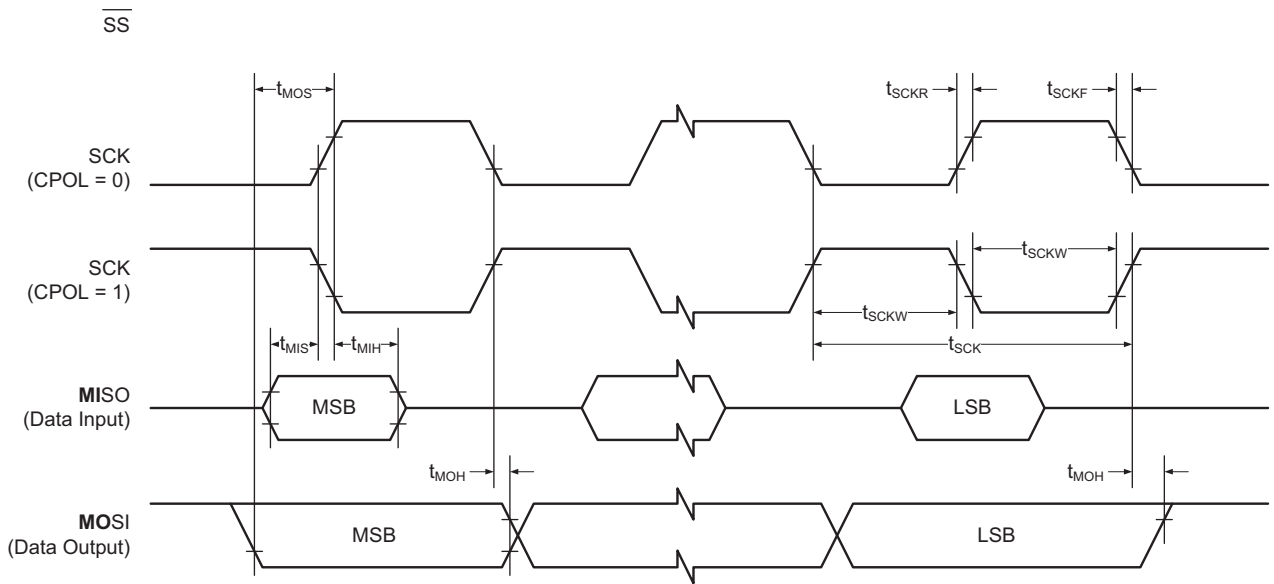 SS
tMOS
tSCKR
tSCKF
SCK
(CPOL = 0)
SCK
(CPOL = 1)
tSCKW
tSCKW
tSCK
tMIS
tMIH
MISO
(Data Input)
MSB
LSB
tMOH
tMOH
MOSI
(Data Output)
MSB
LSB